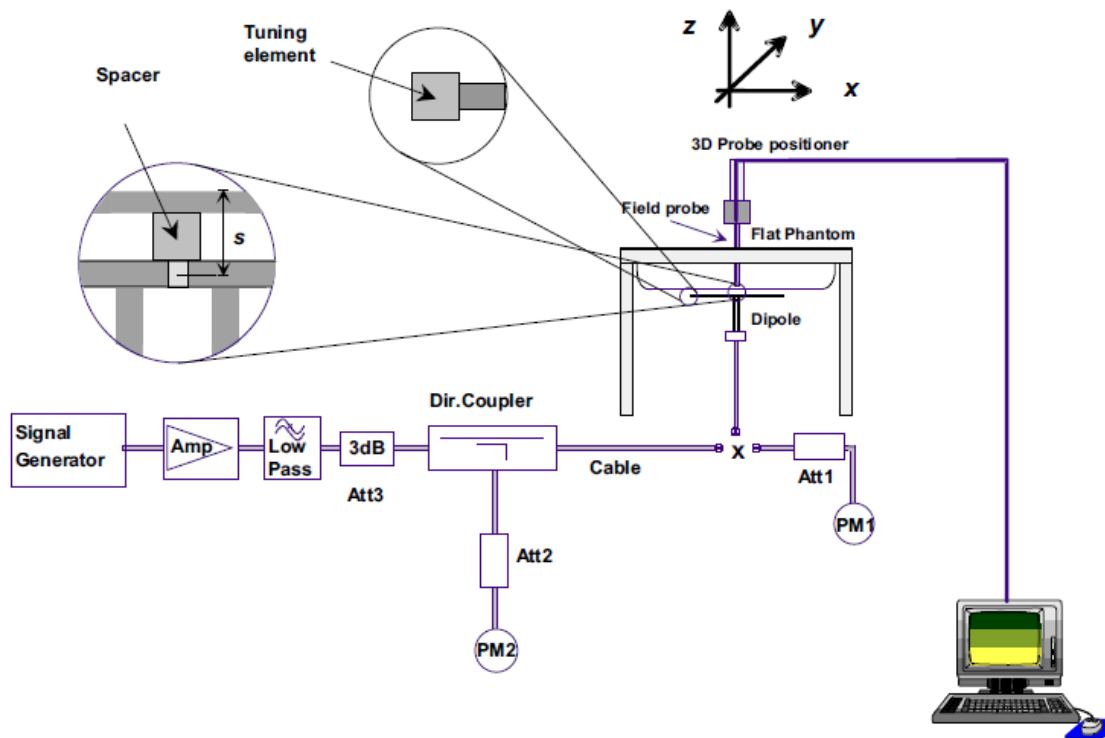 Tuning
element
Spacer
s
z
y
x
3D Probe positioner
Field probe
Flat Phantom
Dipole
Signal
Generator
Amp
Low
Pass
3dB
Att3
Dir.Coupler
Cable
x
Att1
PM1
Att2
PM2